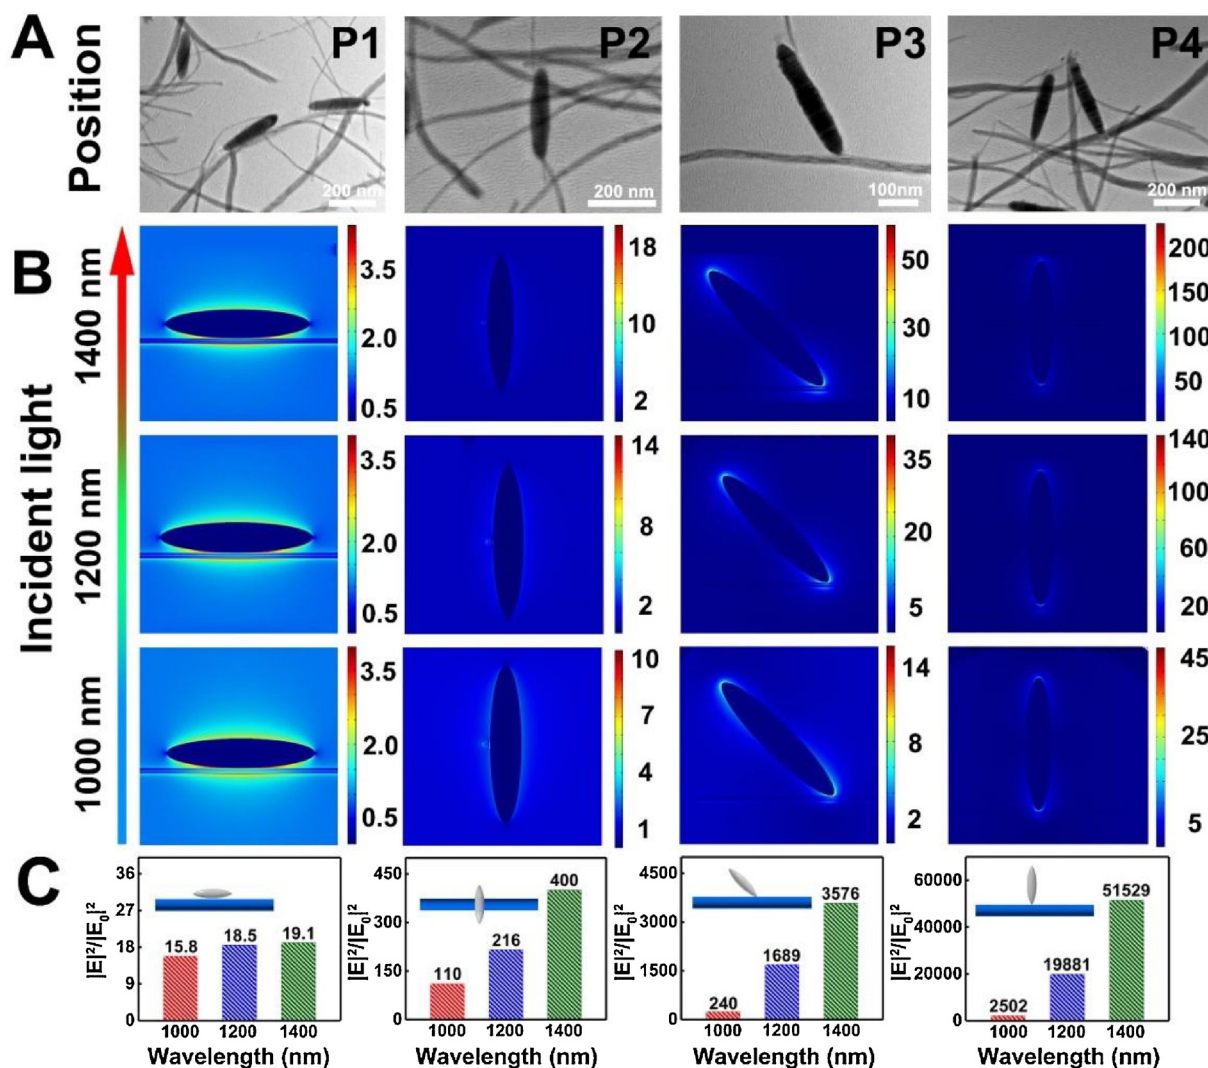 A
Position
P1
200 nm
P2
200 nm
P3
100nm
P4
200 nm
B
Incident light
1400 nm
3.5
2.0
0.5
18
10
2
50
30
10
200
150
100
50
1200 nm
3.5
2.0
0.5
14
8
2
35
20
5
140
100
60
20
1000 nm
3.5
2.0
0.5
10
7
4
1
14
8
2
45
25
5
C
|E|²/|E₀|²
36
27
18
9
0
15.8
18.5
19.1
1000 1200 1400
Wavelength (nm)
|E|²/|E₀|²
450
300
150
0
110
216
400
1000 1200 1400
Wavelength (nm)
|E|²/|E₀|²
4500
3000
1500
0
240
1689
3576
1000 1200 1400
Wavelength (nm)
|E|²/|E₀|²
60000
40000
20000
0
2502
19881
51529
1000 1200 1400
Wavelength (nm)